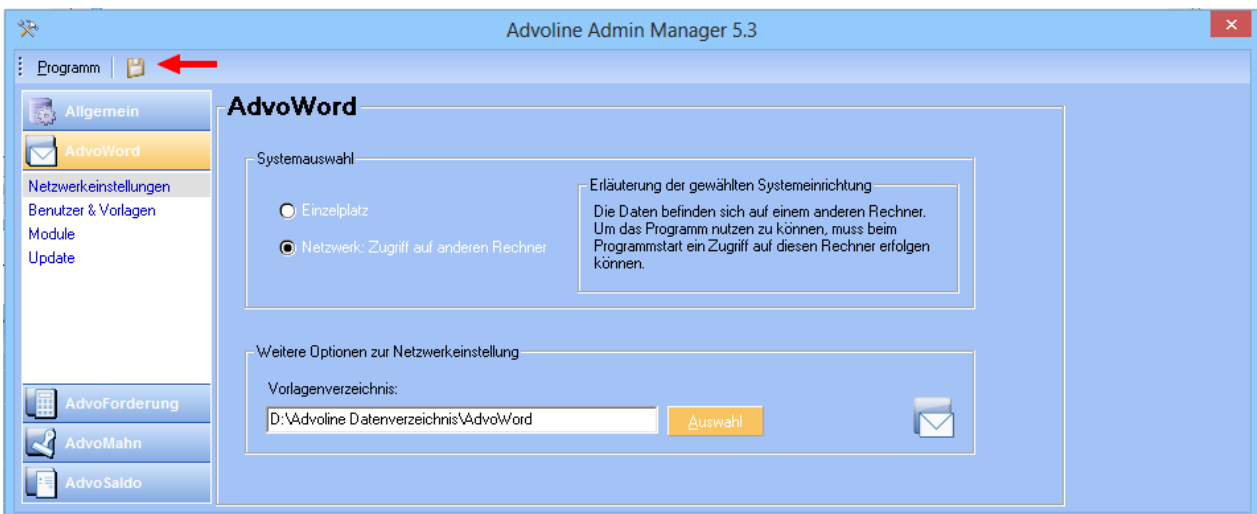 Advoline Admin Manager 5.3
Programm
Allgemein
AdvoWord
Netzwerkeinstellungen
Benutzer & Vorlagen
Module
Update
AdvoForderung
AdvoMahn
AdvoSaldo
AdvoWord
Systemauswahl
Einzelplatz
Netzwerk: Zugriff auf anderen Rechner
Erläuterung der gewählten Systemeinrichtung
Die Daten befinden sich auf einem anderen Rechner.
Um das Programm nutzen zu können, muss beim
Programmstart ein Zugriff auf diesen Rechner erfolgen
können.
Weitere Optionen zur Netzwerkeinstellung
Vorlagenverzeichnis:
D:\Advoline Datenverzeichnis\AdvoWord
Auswahl